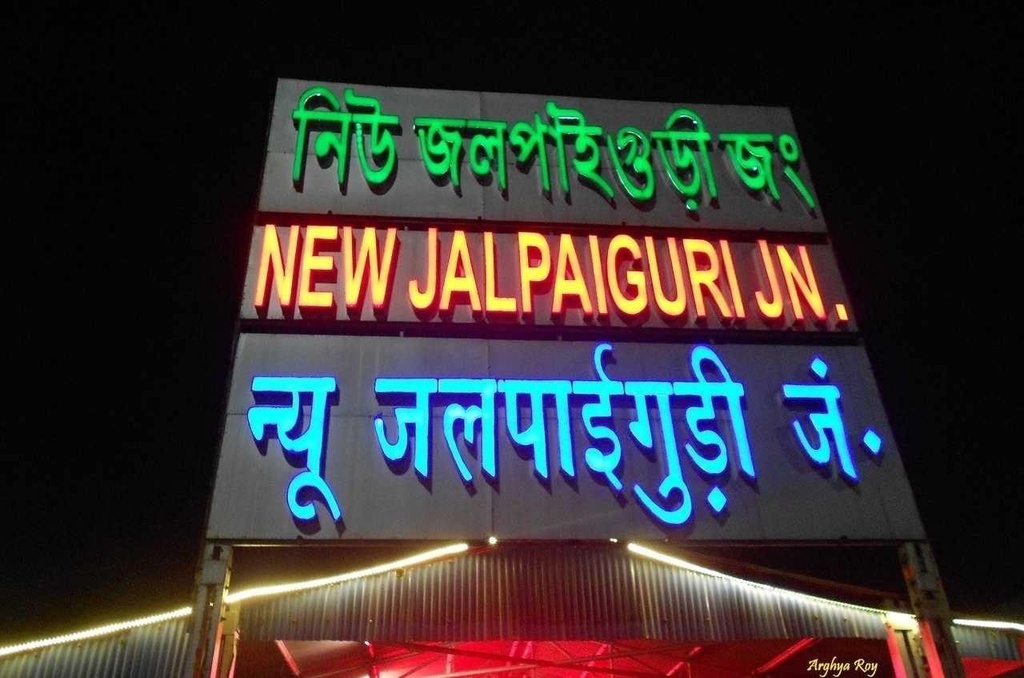 নিউ জলপাইগুড়ী জং
NEW JALPAIGURI JN.
न्यू जलपाईगुड़ी जं.
Arghya Roy